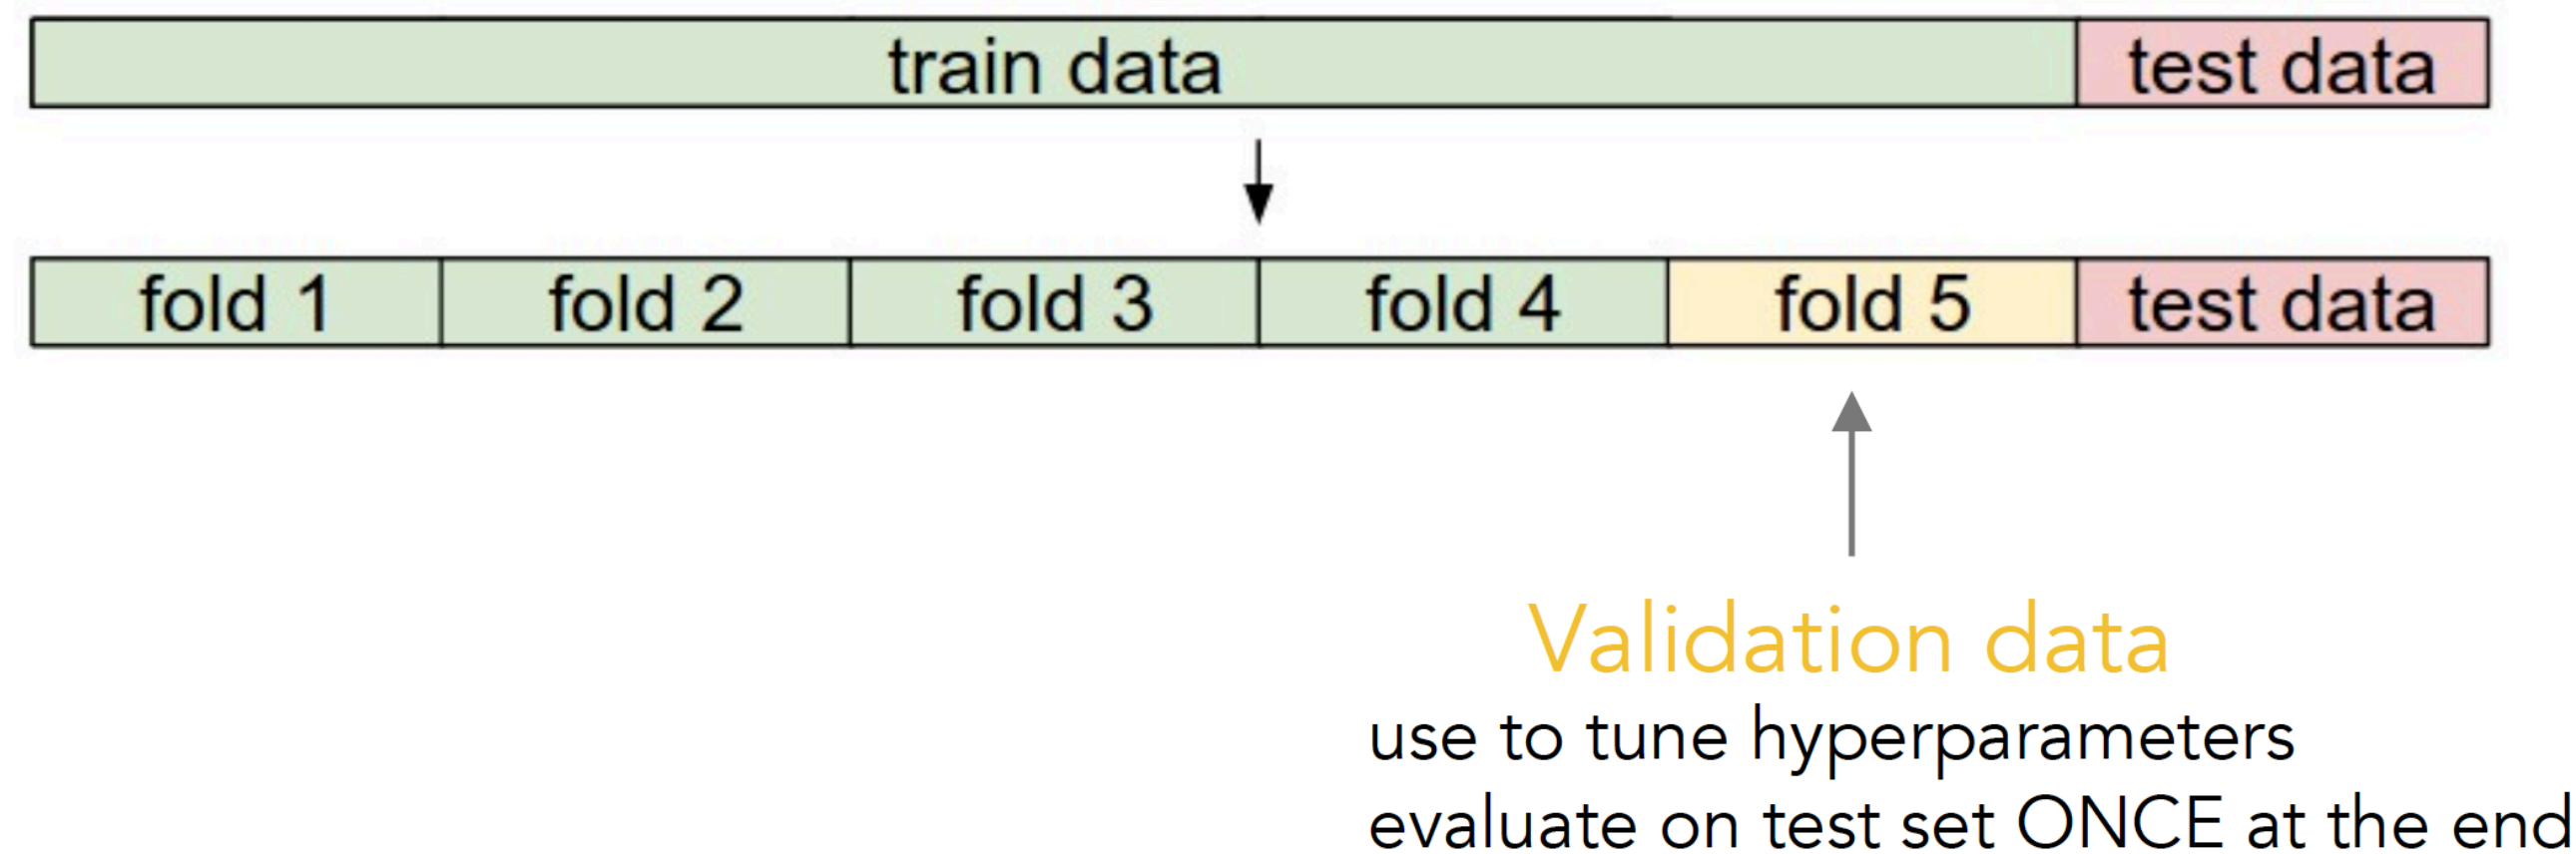 train data test data
fold 1 fold 2 fold 3 fold 4 fold 5 test data
Validation data
use to tune hyperparameters
evaluate on test set ONCE at the end